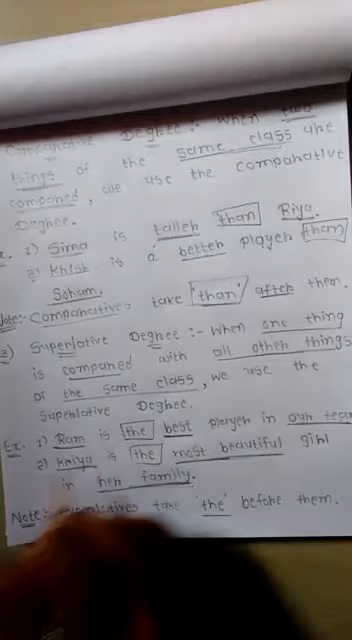 Comparative Degree :- When two
things of the same class are
compared, we use the comparative
Degree.
1) Sima is taller than Riya.
2) Khish is a better player than
Soham.
Note:- Comparatives take 'than' after them.
3) Superlative Degree :- When one thing
is compared with all other things
of the same class, we use the
Superlative Degree.
Ex. 1) Ram is the best player in our team
2) Kriya is the most beautiful girl
in her family.
Note:- Superlatives take 'the' before them.